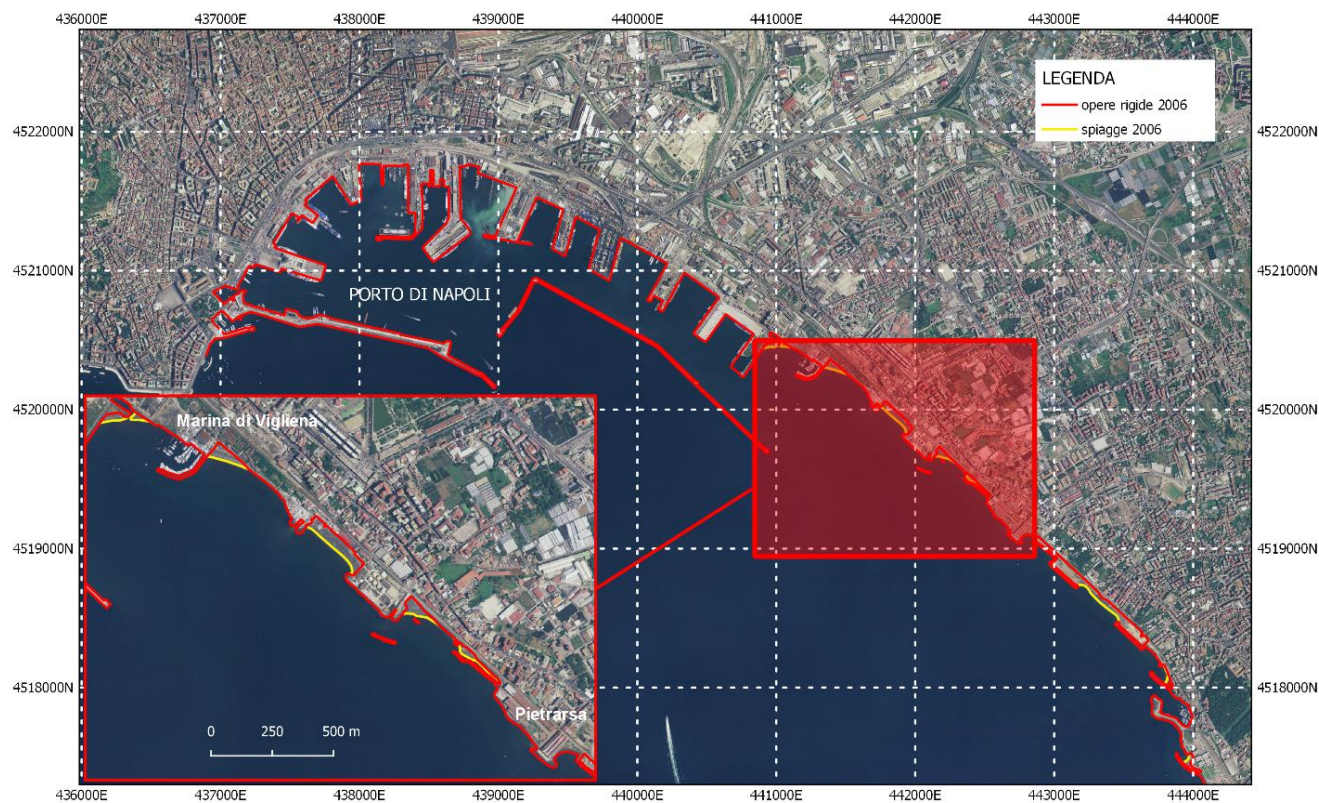 436000E 437000E 438000E 439000E 440000E 441000E 442000E 443000E 444000E
LEGENDA
opere rigide 2006
spiagge 2006
4522000N 4522000N
4521000N 4521000N
PORTO DI NAPOLI
4520000N 4520000N
Marina di Vigliena
4519000N 4519000N
4518000N 4518000N
Pietrarsa
0 250 500 m
436000E 437000E 438000E 439000E 440000E 441000E 442000E 443000E 444000E